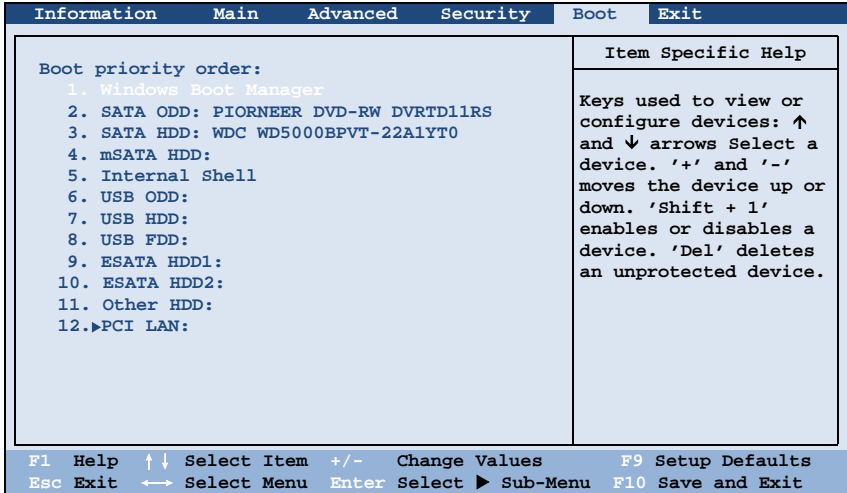 Information Main Advanced Security Boot Exit
Boot priority order:
1. Windows Boot Manager
2. SATA ODD: PIORNEER DVD-RW DVRTD11RS
3. SATA HDD: WDC WD5000BPVT-22A1YT0
4. mSATA HDD:
5. Internal Shell
6. USB ODD:
7. USB HDD:
8. USB FDD:
9. ESATA HDD1:
10. ESATA HDD2:
11. Other HDD:
12.▶PCI LAN:
Item Specific Help
Keys used to view or
configure devices: ↑
and ↓ arrows Select a
device. '+' and '-'
moves the device up or
down. 'Shift + 1'
enables or disables a
device. 'Del' deletes
an unprotected device.
F1 Help ↑↓ Select Item +/- Change Values F9 Setup Defaults
Esc Exit ←→ Select Menu Enter Select ▶ Sub-Menu F10 Save and Exit